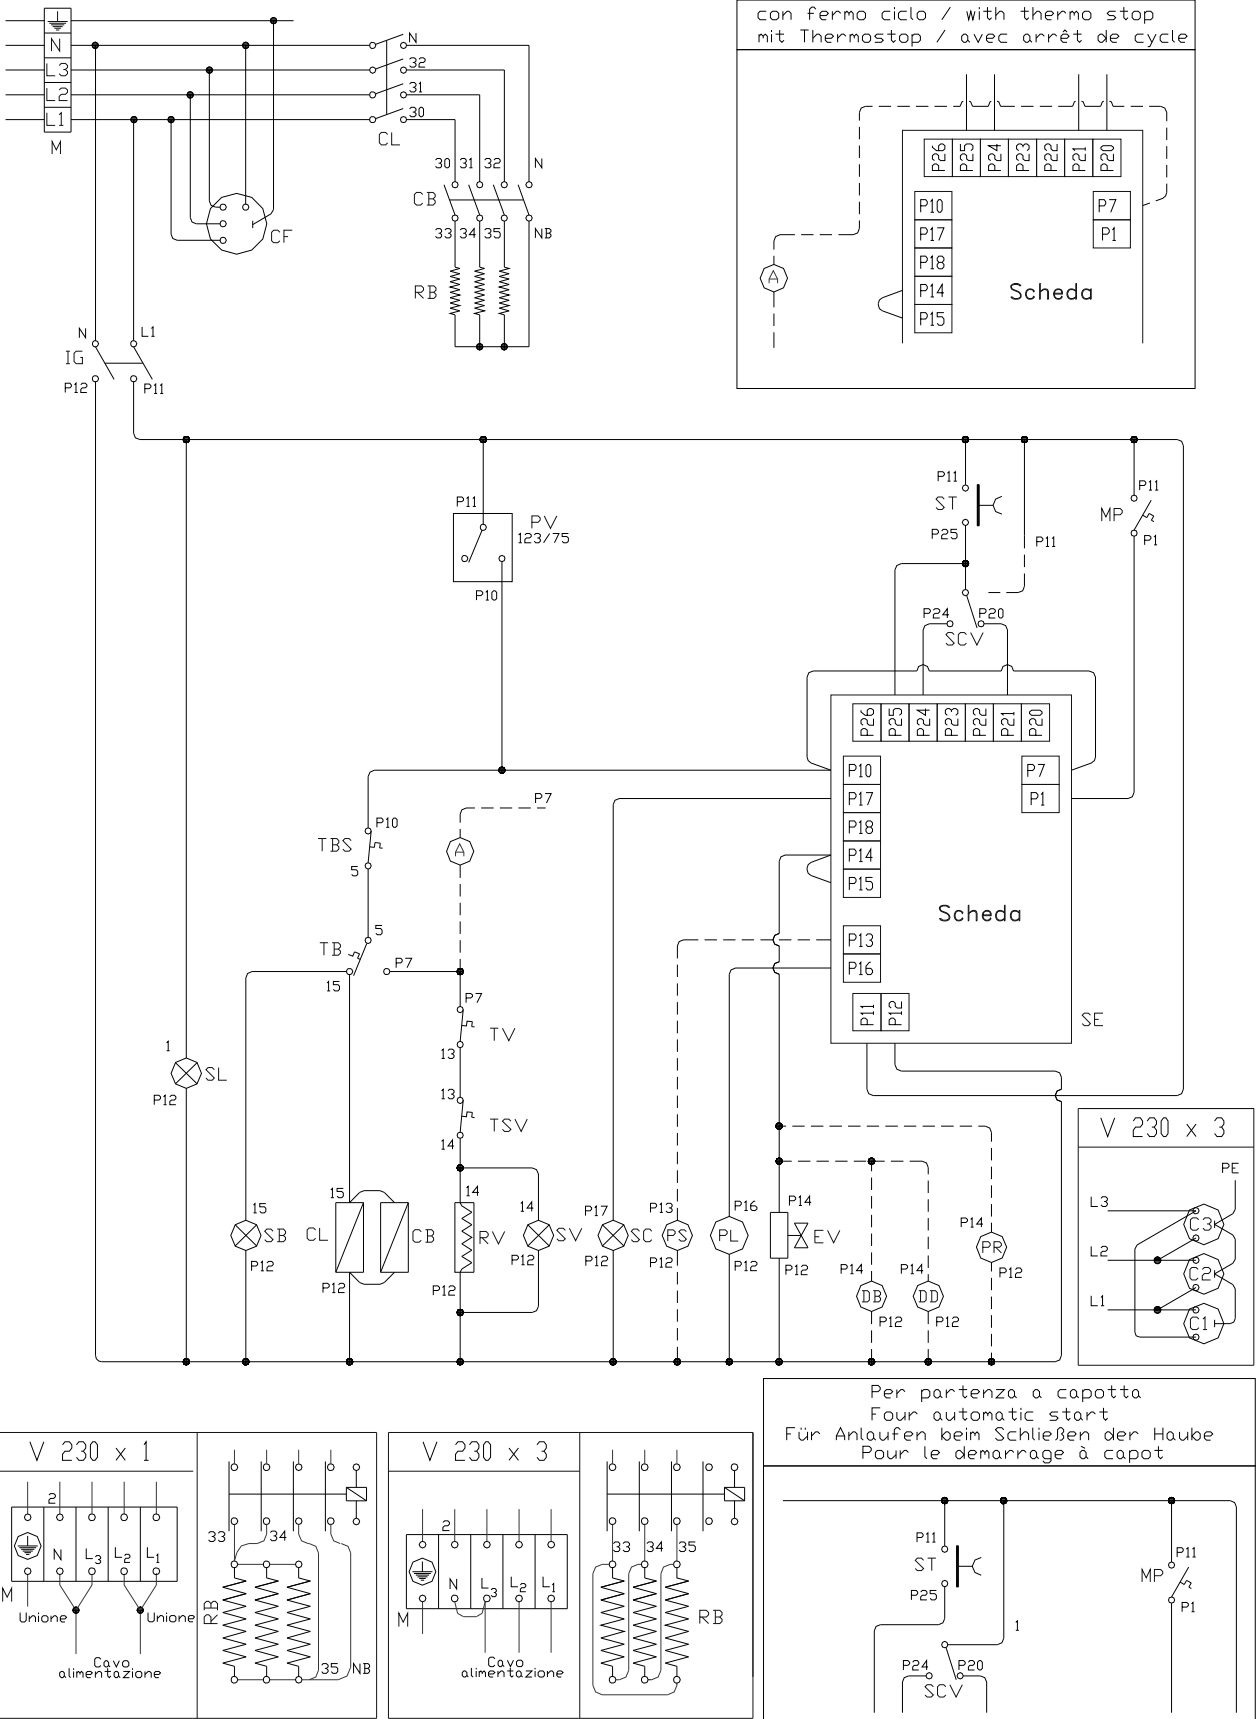 N
L3
L2
L1
M
N
32
31
30
CL
CF
30 31 32 N
CB
33 34 35 NB
RB
con fermo ciclo / with thermo stop
mit Thermostop / avec arrêt de cycle
P26 P25 P24 P23 P22 P21 P20
P10
P17
P18
P14
P15
P7
P1
Scheda
A
N L1
IG
P12 P11
P11
PV
123/75
P10
P11
ST
P25
P11
P24 P20
SCV
P11
MP
P1
P26 P25 P24 P23 P22 P21 P20
P10
P17
P18
P14
P15
P13
P16
P7
P1
Scheda
P11 P12
SE
P10
TBS
5
P7
A
5
TB
15
P7
P7
TV
13
13
TSV
14
1
SL
P12
15
SB
P12
15
CL CB
P12
14
RV
P12
14
SV
P12
P17
SC
P12
P13
PS
P12
P16
PL
P12
P14
EV
P12
P14
DB
P12
P14
DD
P12
P14
PR
P12
V 230 x 3
PE
L3
C3
L2
C2
L1
C1
V 230 x 1
2
N L3 L2 L1
M
Unione Unione
Cavo
alimentazione
33 34
RB
35 NB
V 230 x 3
2
N L3 L2 L1
M
Cavo
alimentazione
33 34 35
RB
Per partenza a capotta
Four automatic start
Für Anlaufen beim Schließen der Haube
Pour le demarrage à capot
P11
ST
P25
1
P24 P20
SCV
P11
MP
P1